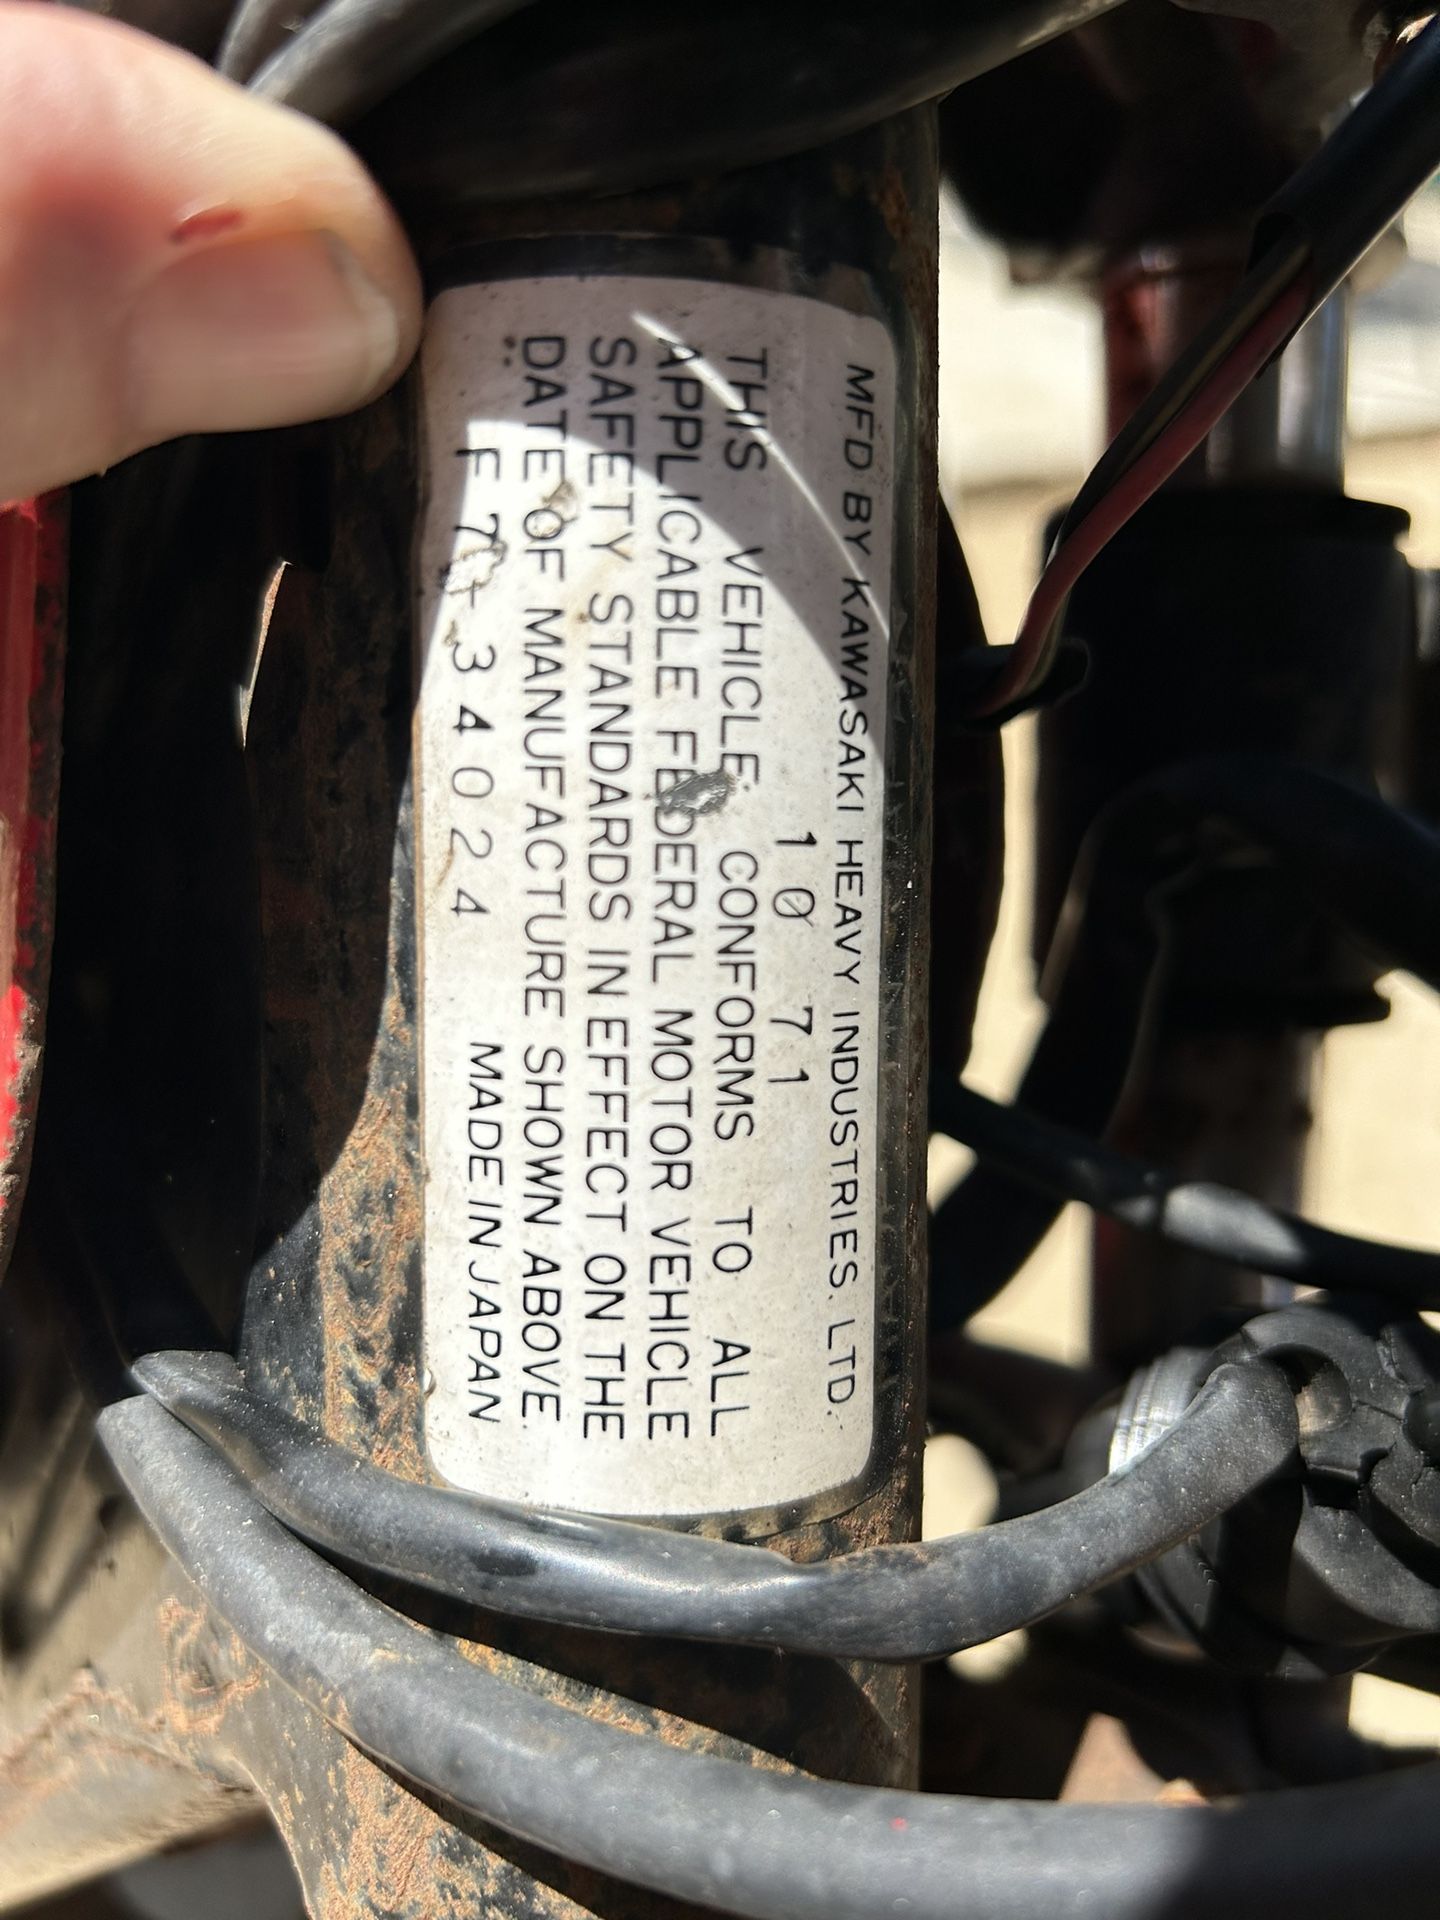 MFD BY KAWASAKI HEAVY INDUSTRIES. LTD.
10 71
THIS VEHICLE CONFORMS TO ALL
APPLICABLE FEDERAL MOTOR VEHICLE
SAFETY STANDARDS IN EFFECT ON THE
DATE OF MANUFACTURE SHOWN ABOVE.
F7-34024 MADE IN JAPAN